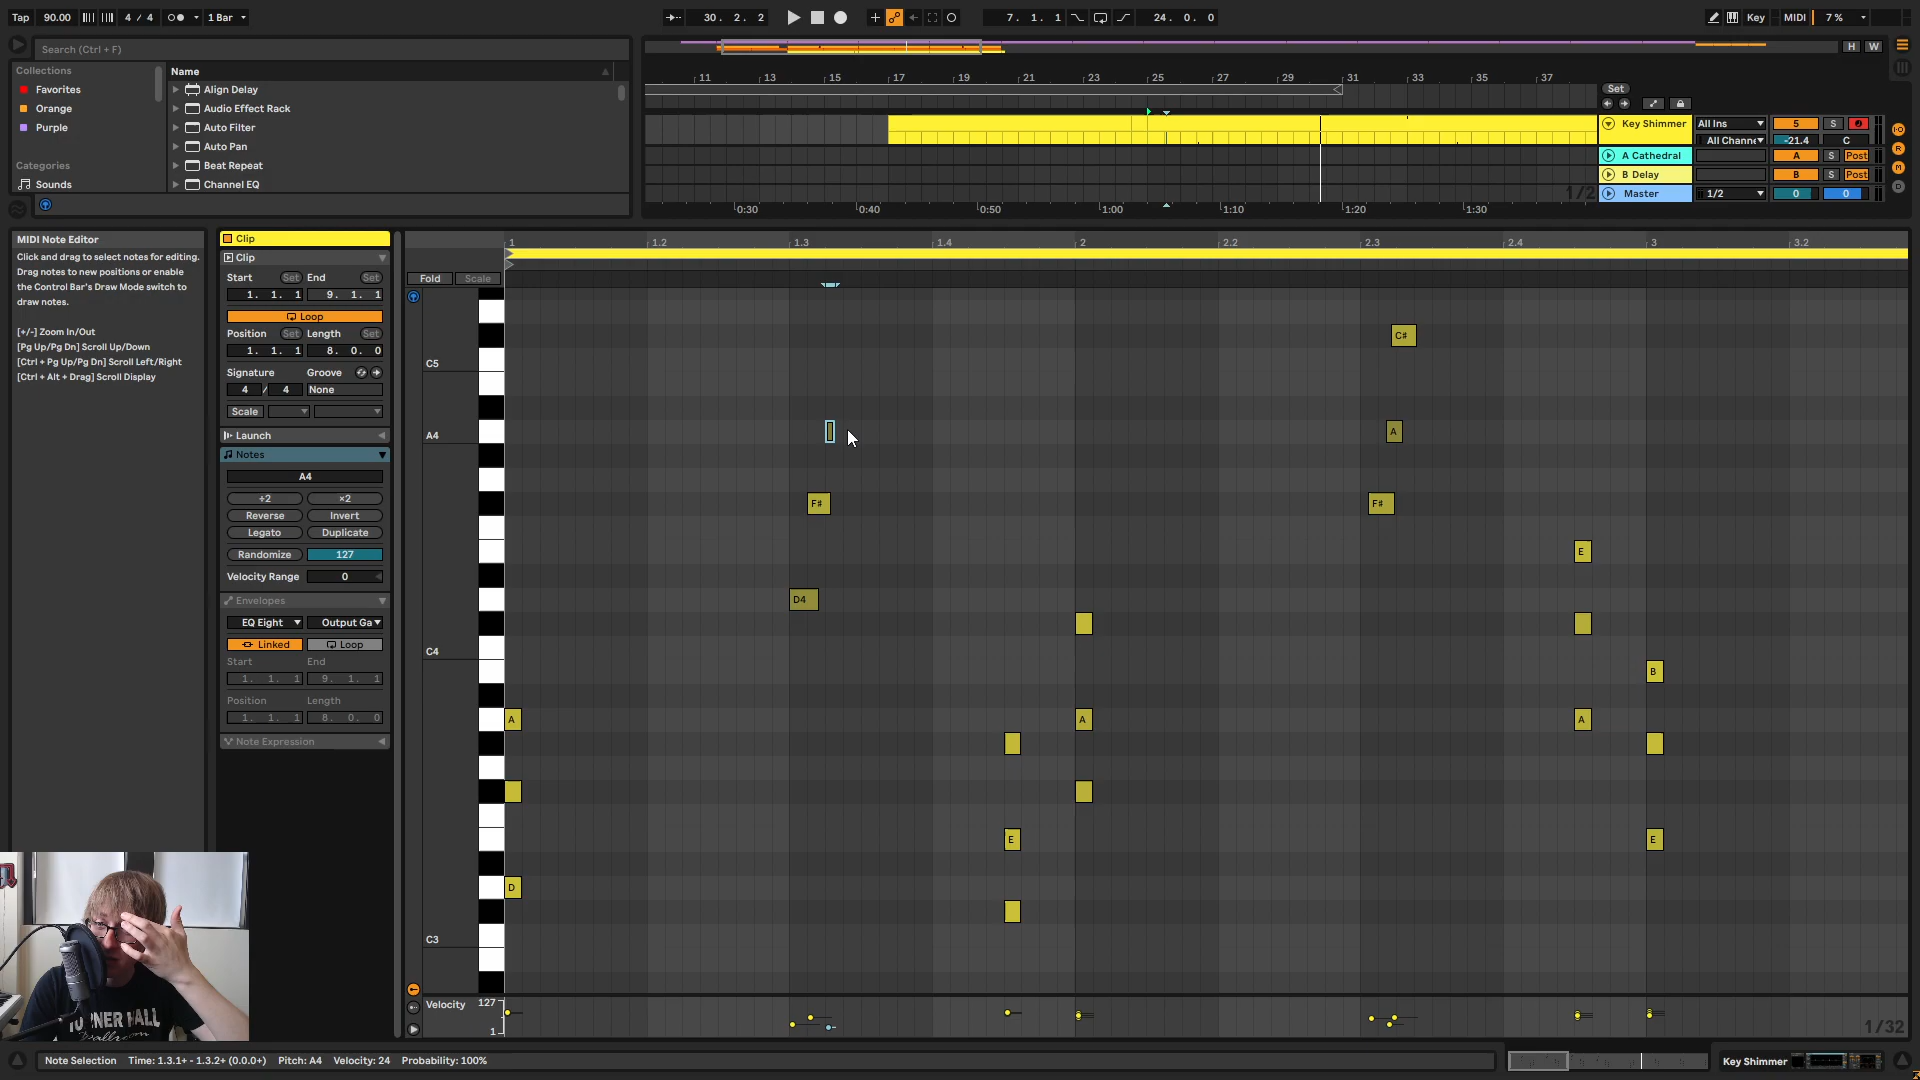 Tap 90.00 4 / 4 1 Bar 30. 2. 2 7. 1. 1 24. 0. 0 Key MIDI 7 %
Search (Ctrl + F)
Collections
Favorites
Orange
Purple
Categories
Sounds
Name
Align Delay
Audio Effect Rack
Auto Filter
Auto Pan
Beat Repeat
Channel EQ
H W
11 13 15 17 19 21 23 25 27 29 31 33 35 37
Set
Key Shimmer All Ins 5 S
All Channe -21.4 C
A Cathedral A S Post
B Delay B S Post
1/2 Master 1/2 0 0
0:30 0:40 0:50 1:00 1:10 1:20 1:30
MIDI Note Editor
Click and drag to select notes for editing.
Drag notes to new positions or enable
the Control Bar's Draw Mode switch to
draw notes.
[+/-] Zoom In/Out
[Pg Up/Pg Dn] Scroll Up/Down
[Ctrl + Pg Up/Pg Dn] Scroll Left/Right
[Ctrl + Alt + Drag] Scroll Display
Clip
Clip
Start Set End Set
1. 1. 1 9. 1. 1
Loop
Position Set Length Set
1. 1. 1 8. 0. 0
Signature Groove
4 / 4 None
Scale
Launch
Notes
A4
÷2 ×2
Reverse Invert
Legato Duplicate
Randomize 127
Velocity Range 0
Envelopes
EQ Eight Output Ga
Linked Loop
Start End
1. 1. 1 9. 1. 1
Position Length
1. 1. 1 8. 0. 0
Note Expression
1 1.2 1.3 1.4 2 2.2 2.3 2.4 3 3.2
Fold Scale
C#
C5
A4 A
F# F#
E
D4
C4
B
A A A
E E
D
C3
Velocity 127
1
1/32
TURNER HALL
Ballroom
Note Selection Time: 1.3.1+ - 1.3.2+ (0.0.0+) Pitch: A4 Velocity: 24 Probability: 100%
Key Shimmer